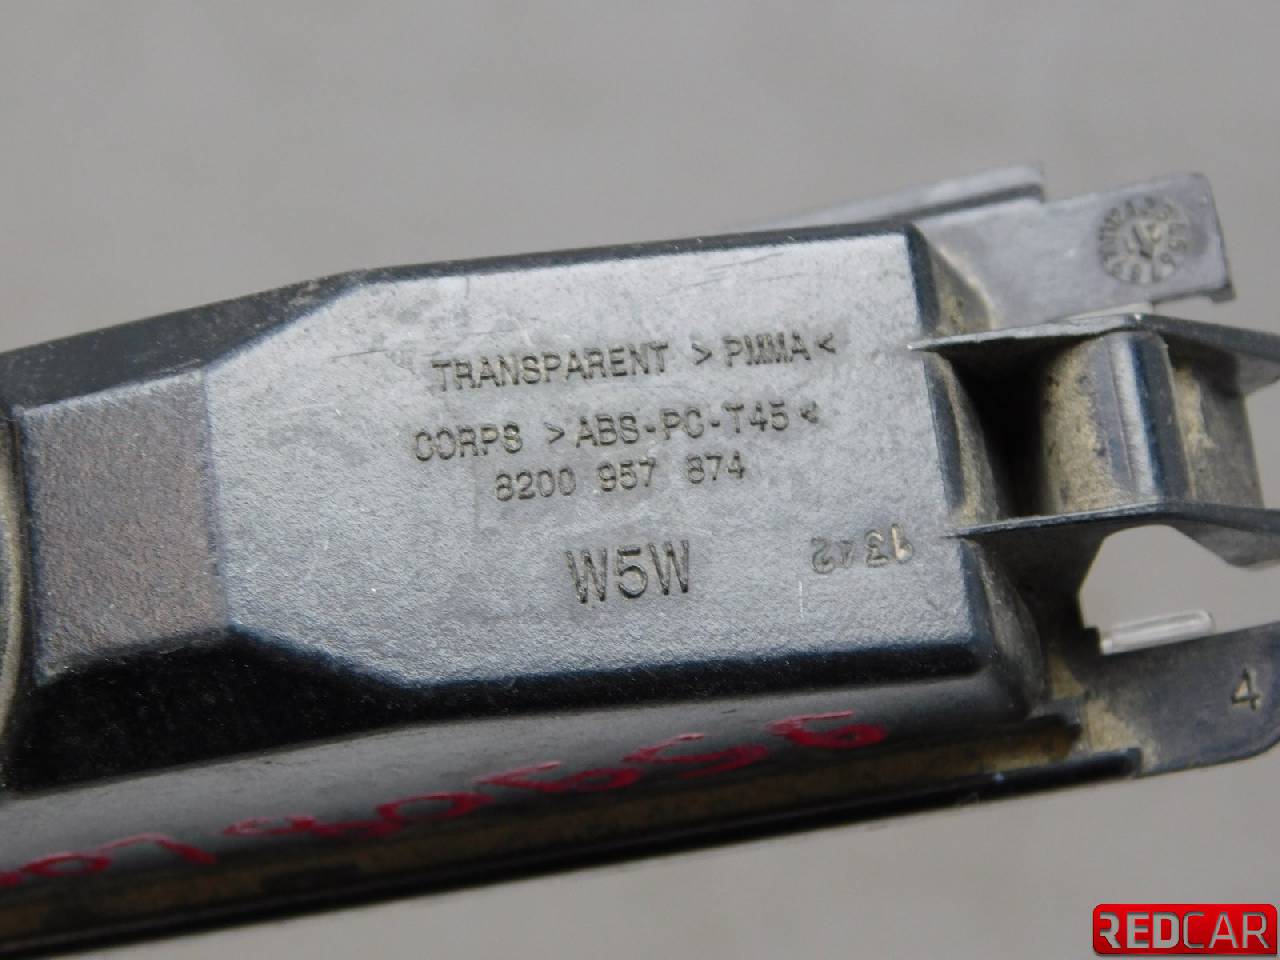 TRANSPARENT >PMMA<
CORPS >ABS-PC-T45<
8200 957 874
W5W
1342
4
REDCAR